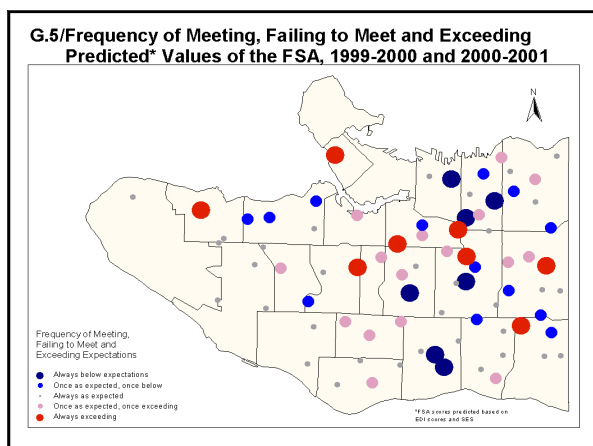 G.5/Frequency of Meeting, Failing to Meet and Exceeding
Predicted* Values of the FSA, 1999-2000 and 2000-2001
N
Frequency of Meeting,
Failing to Meet and
Exceeding Expectations
Always below expectations
Once as expected, once below
Always as expected
Once as expected, once exceeding
Always exceeding
*FSA scores predicted based on
EDI scores and SES